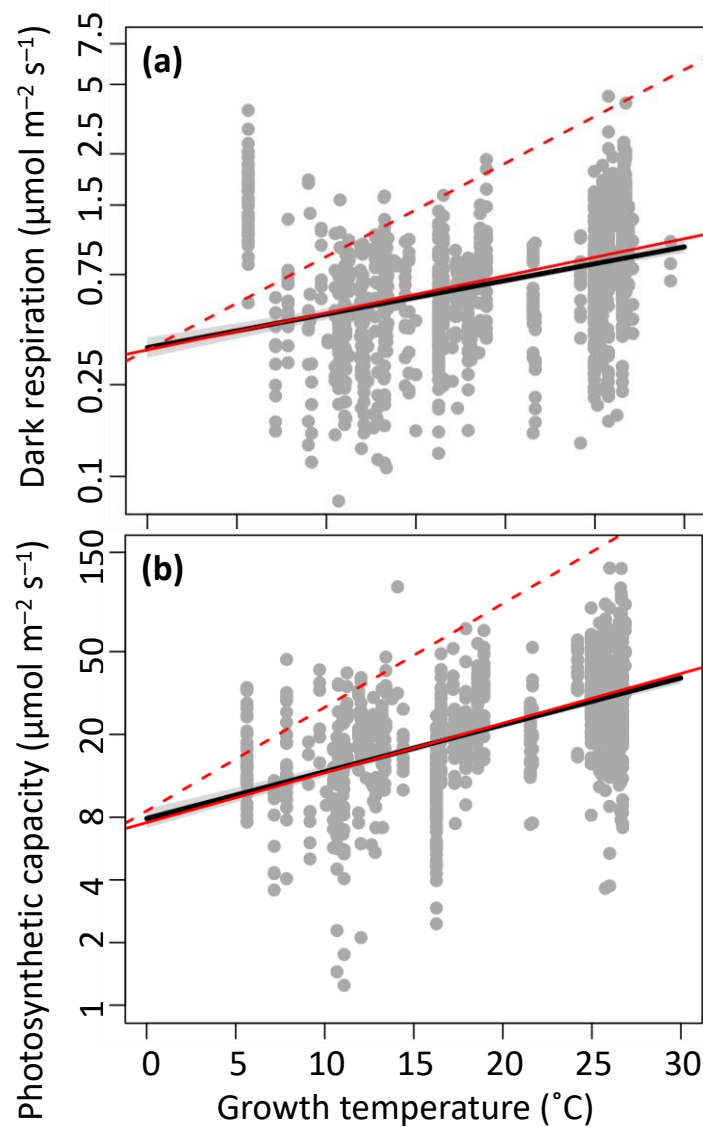 (a)
Dark respiration (µmol m⁻² s⁻¹)
7.5
5
2.5
1.5
0.75
0.25
0.1
(b)
Photosynthetic capacity (µmol m⁻² s⁻¹)
150
50
20
8
4
2
1
0 5 10 15 20 25 30
Growth temperature (˚C)